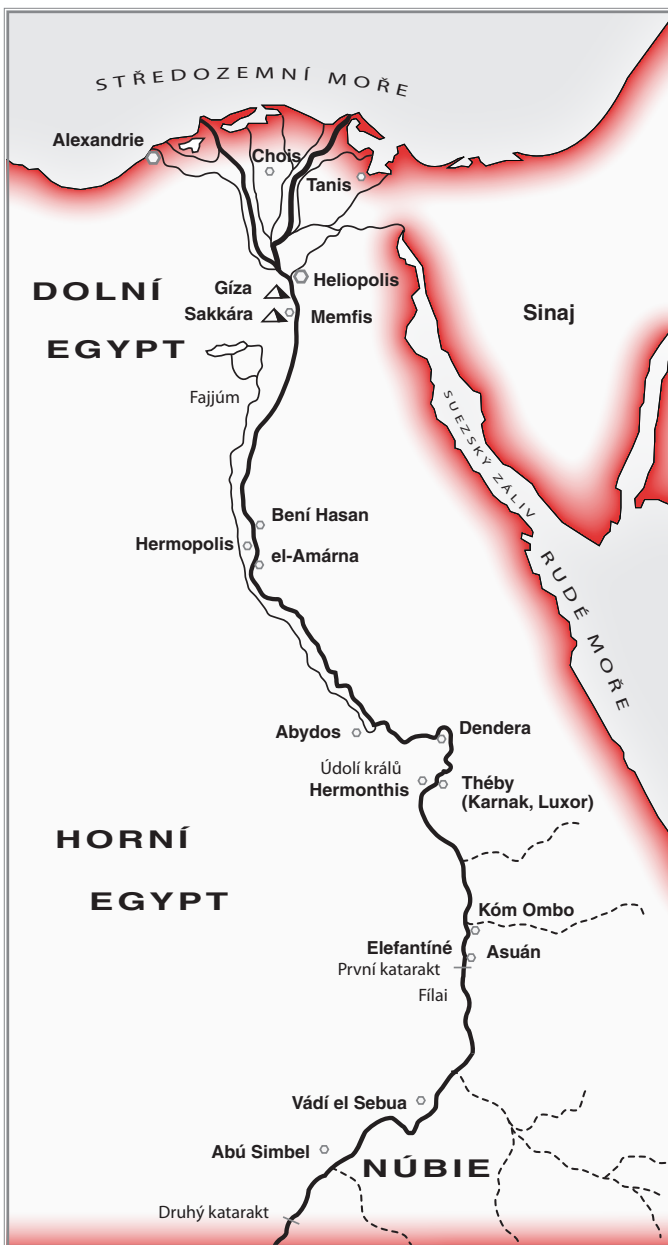 STŘEDOZEMNÍ MOŘE
Alexandrie
Chois
Tanis
Heliopolis
Gíza
DOLNÍ
EGYPT
Sakkára
Memfis
Sinaj
Fajjúm
SUEZSKÝ ZÁLIV
Bení Hasan
Hermopolis
el-Amárna
RUDÉ MOŘE
Abydos
Dendera
Údolí králů
Hermonthis
Théby
(Karnak, Luxor)
HORNÍ
EGYPT
Kóm Ombo
Elefantíné
Asuán
První katarakt
Fílai
Vádí el Sebua
Abú Simbel
NÚBIE
Druhý katarakt